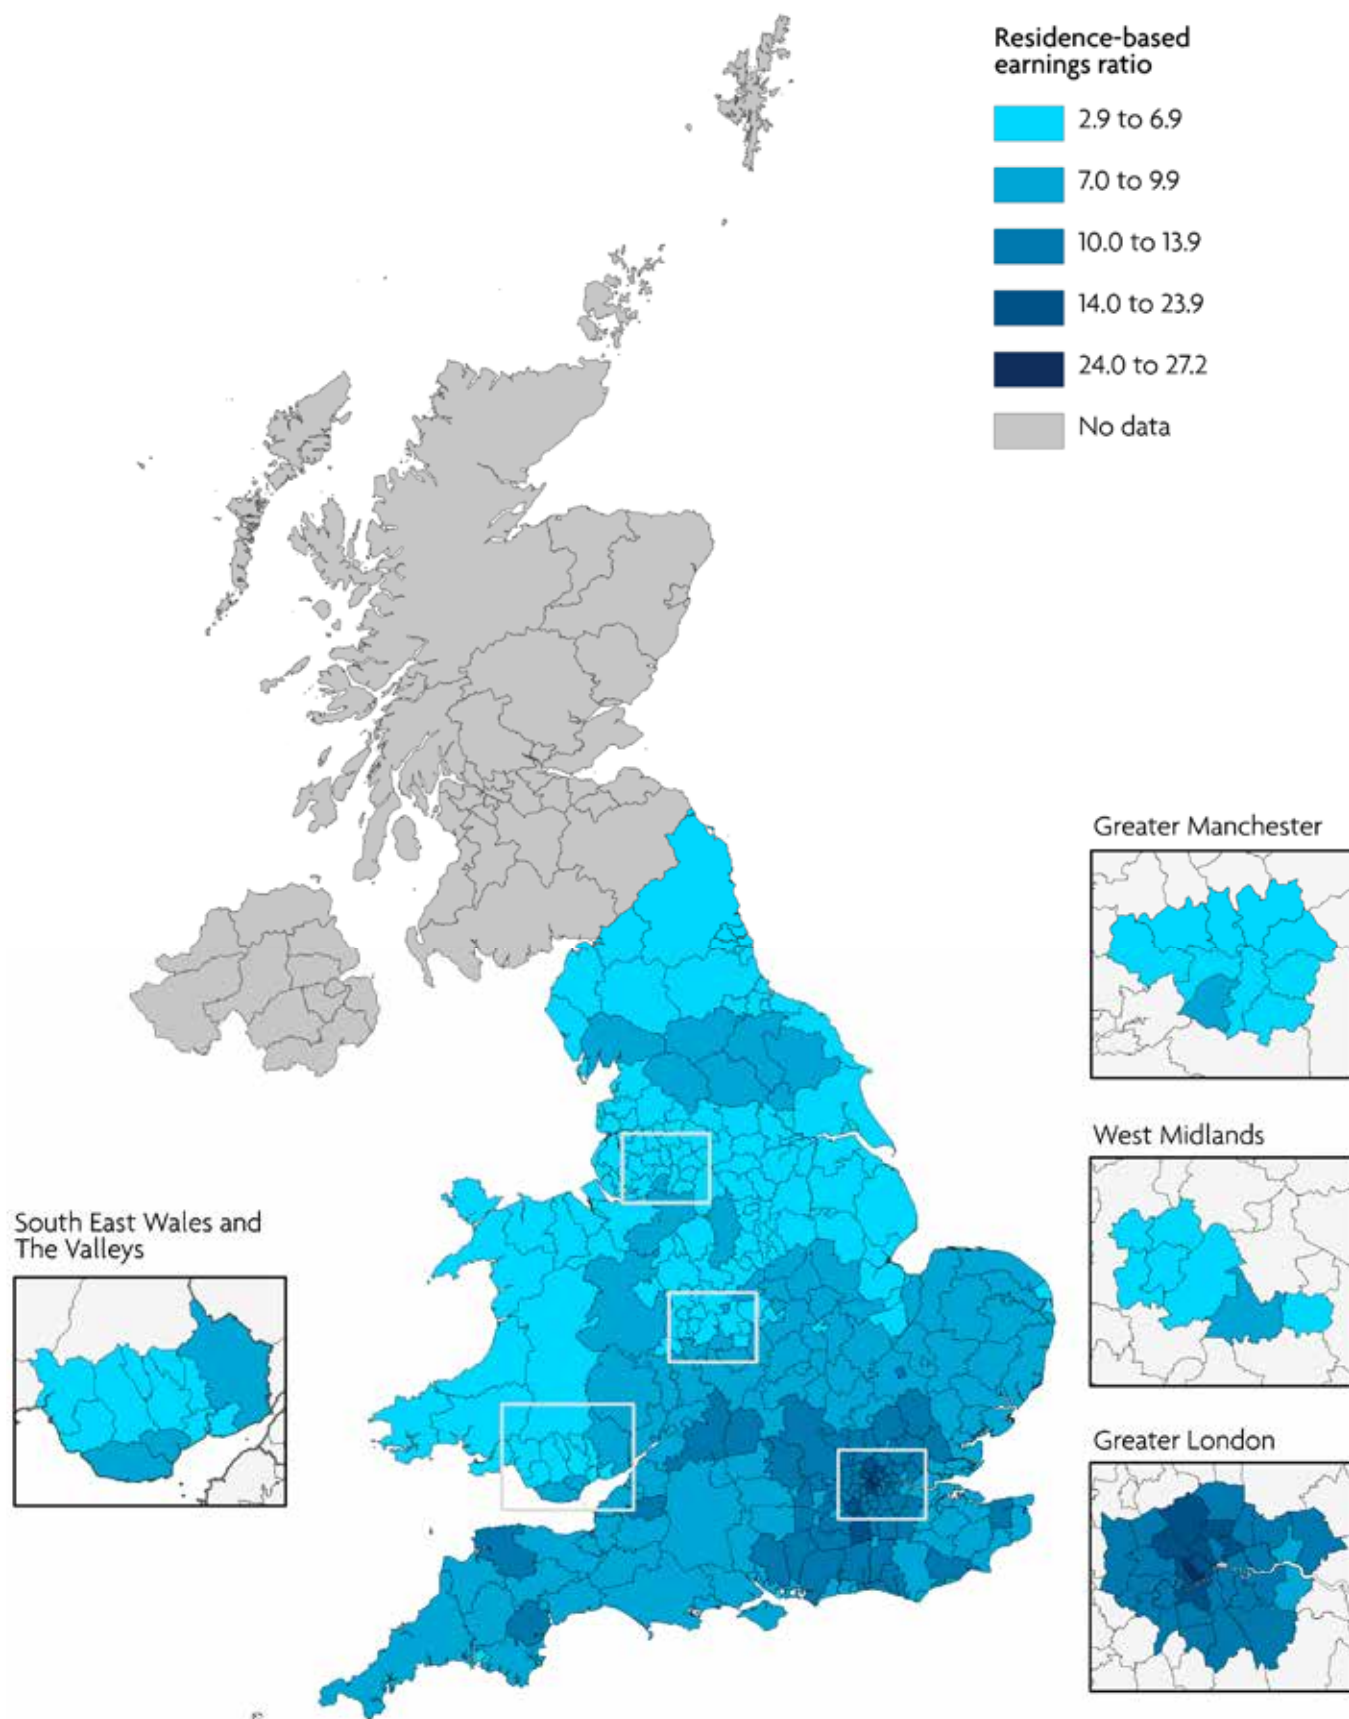 Residence-based
earnings ratio
2.9 to 6.9
7.0 to 9.9
10.0 to 13.9
14.0 to 23.9
24.0 to 27.2
No data
Greater Manchester
West Midlands
South East Wales and
The Valleys
Greater London